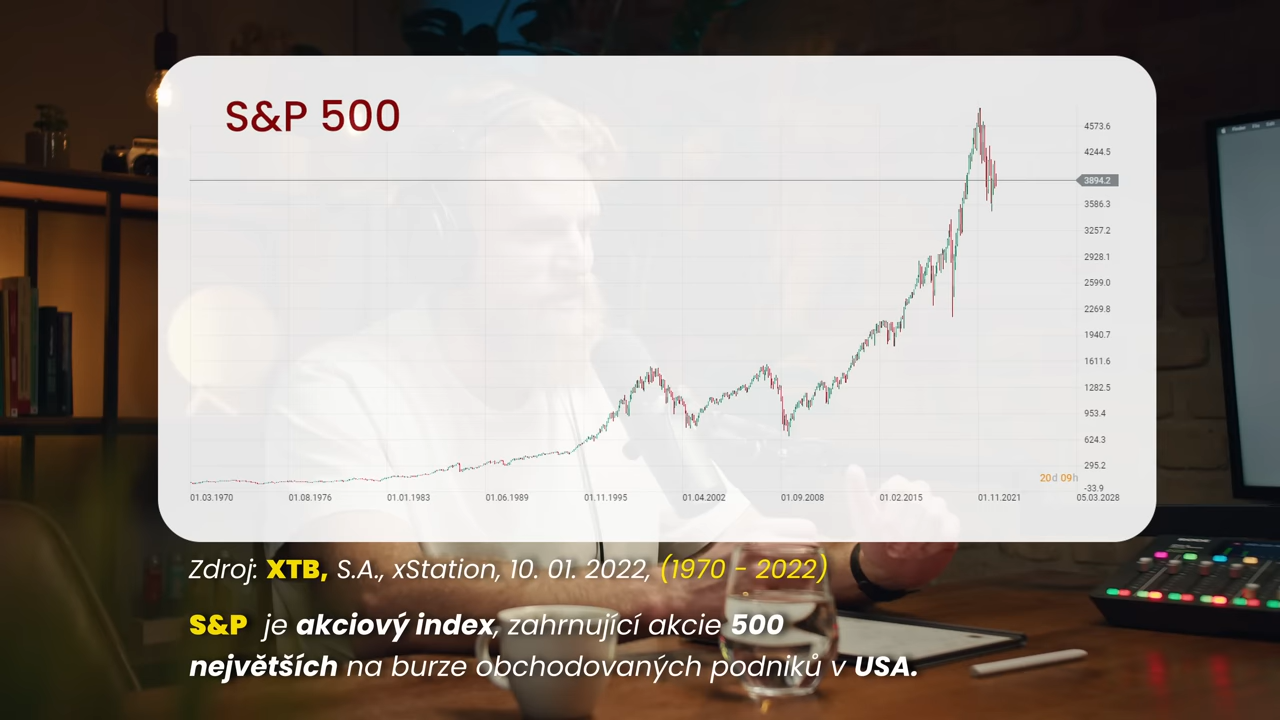 S&P 500
4573.6
4244.5
3894.2
3586.3
3257.2
2928.1
2599.0
2269.8
1940.7
1611.6
1282.5
953.4
624.3
295.2
20d 09h
-33.9
01.03.1970 01.08.1976 01.01.1983 01.06.1989 01.11.1995 01.04.2002 01.09.2008 01.02.2015 01.11.2021 05.03.2028
Zdroj: XTB, S.A., xStation, 10. 01. 2022, (1970 - 2022)
S&P je akciový index, zahrnující akcie 500
největších na burze obchodovaných podniků v USA.